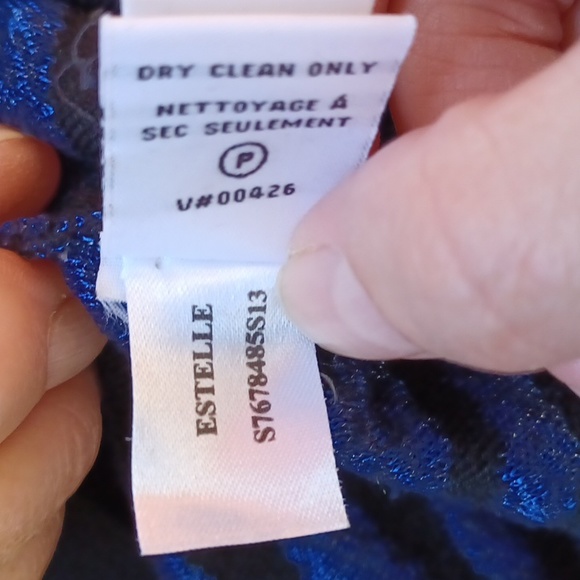 DRY CLEAN ONLY
NETTOYAGE Á
SEC SEULEMENT
P
V#00426
ESTELLE
S7678485S13